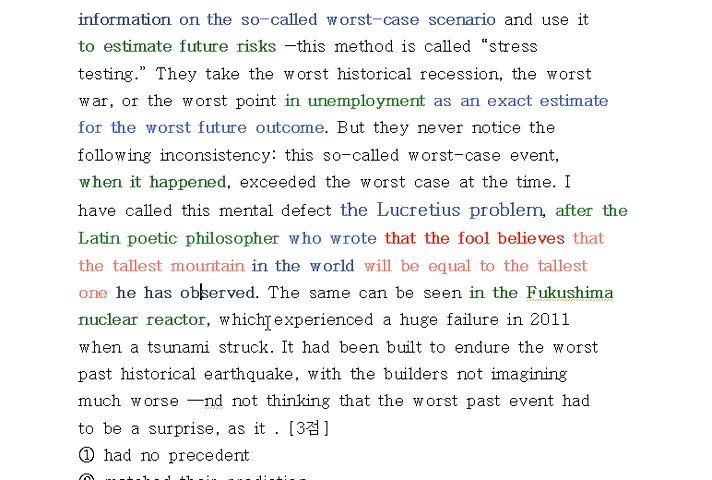 information on the so-called worst-case scenario and use it
to estimate future risks —this method is called “stress
testing.” They take the worst historical recession, the worst
war, or the worst point in unemployment as an exact estimate
for the worst future outcome. But they never notice the
following inconsistency: this so-called worst-case event,
when it happened, exceeded the worst case at the time. I
have called this mental defect the Lucretius problem, after the
Latin poetic philosopher who wrote that the fool believes that
the tallest mountain in the world will be equal to the tallest
one he has observed. The same can be seen in the Fukushima
nuclear reactor, which experienced a huge failure in 2011
when a tsunami struck. It had been built to endure the worst
past historical earthquake, with the builders not imagining
much worse —nd not thinking that the worst past event had
to be a surprise, as it . [3점]
① had no precedent
② matched their prediction